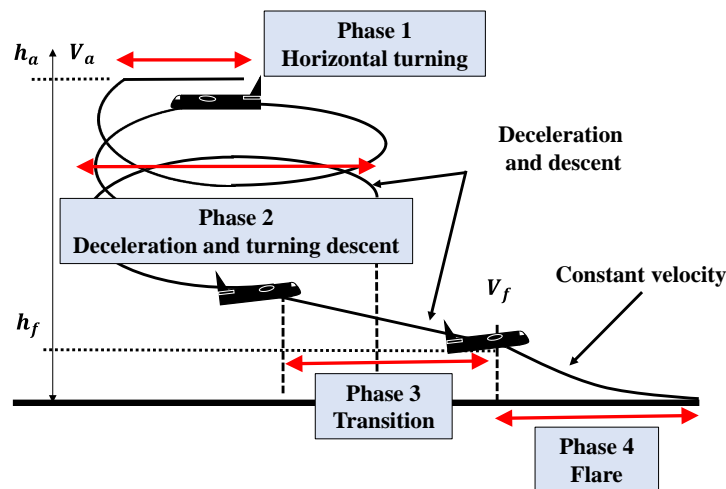 Phase 1
Horizontal turning
h_a V_a
Deceleration
and descent
Phase 2
Deceleration and turning descent
Constant velocity
V_f
h_f
Phase 3
Transition
Phase 4
Flare